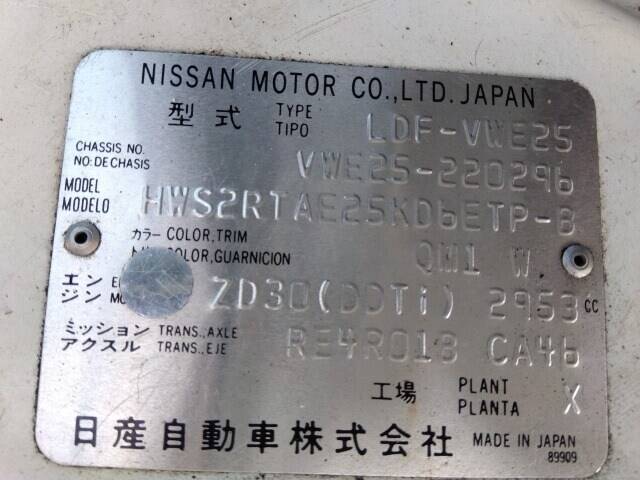 NISSAN MOTOR CO.,LTD. JAPAN
型式 TYPE TIPO LDF-VWE25
CHASSIS NO. NO: DE CHASIS VWE25-220296
MODEL MODELO HWS2RTAE25KD6ETP-B
カラー COLOR,TRIM
COLOR,GUARNICION QM1 W
エンジン ZD30(DDTi) 2953 CC
ミッション TRANS.,AXLE
アクスル TRANS.,EJE RE4R01B CA46
工場 PLANT PLANTA X
日産自動車株式会社 MADE IN JAPAN
89909